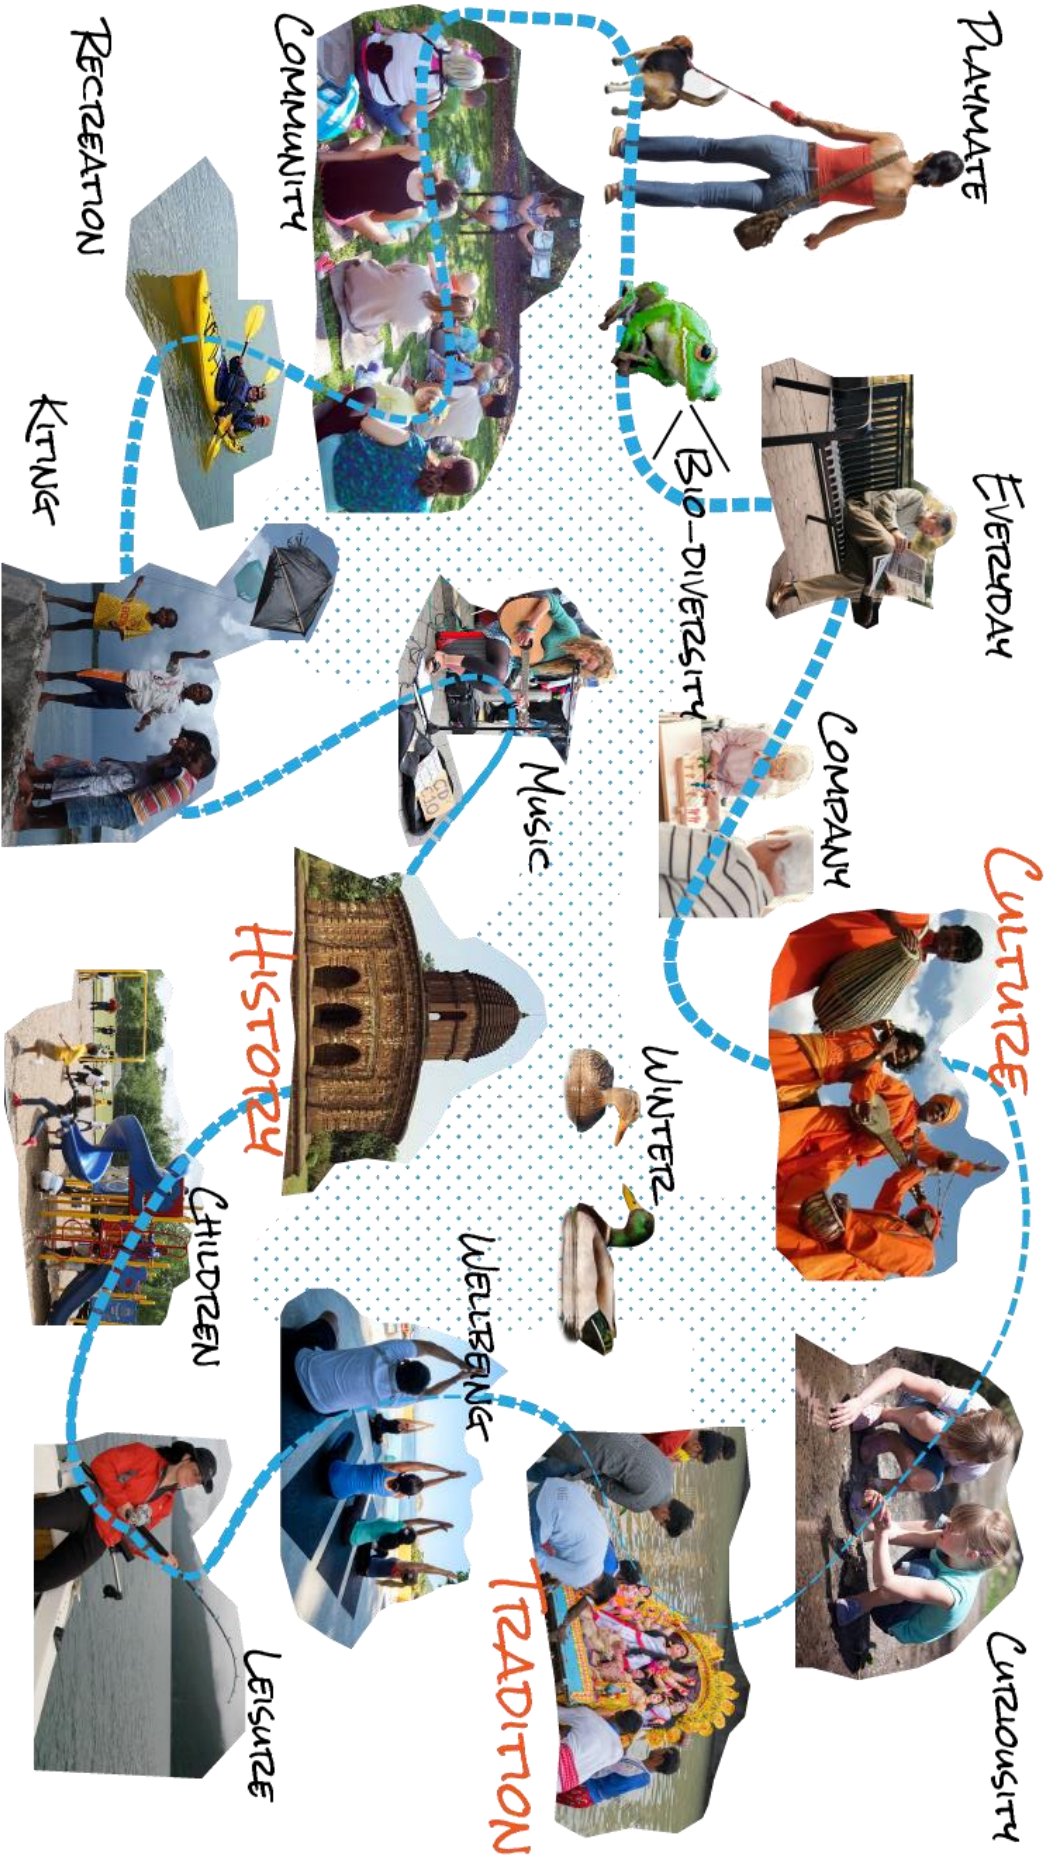 PLAYMATE
EVERYDAY
CULTURE
CURIOUSITY
COMPANY
BIO-DIVERSITY
WINTER
MUSIC
WELLBEING
TRADITION
COMMUNITY
HISTORY
LEISURE
CHILDREN
RECREATION
KITING